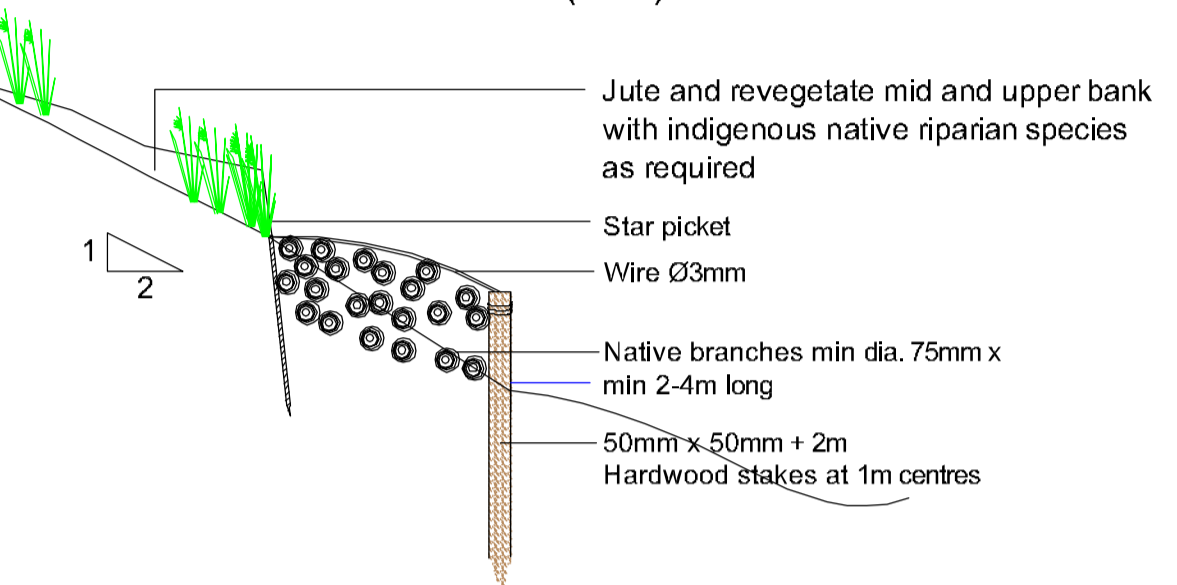 Jute and revegetate mid and upper bank
with indigenous native riparian species
as required
Star picket
1
Wire Ø3mm
2
Native branches min dia. 75mm x
min 2-4m long
50mm x 50mm + 2m
Hardwood stakes at 1m centres